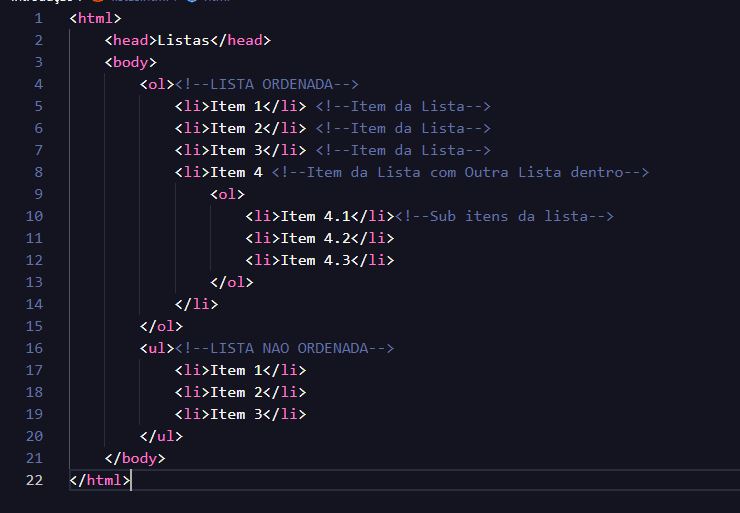 1 <html>
2     <head>Listas</head>
3     <body>
4         <ol><!--LISTA ORDENADA-->
5             <li>Item 1</li> <!--Item da Lista-->
6             <li>Item 2</li> <!--Item da Lista-->
7             <li>Item 3</li> <!--Item da Lista-->
8             <li>Item 4 <!--Item da Lista com Outra Lista dentro-->
9                 <ol>
10                     <li>Item 4.1</li><!--Sub itens da lista-->
11                     <li>Item 4.2</li>
12                     <li>Item 4.3</li>
13                 </ol>
14             </li>
15         </ol>
16         <ul><!--LISTA NAO ORDENADA-->
17             <li>Item 1</li>
18             <li>Item 2</li>
19             <li>Item 3</li>
20         </ul>
21     </body>
22 </html>